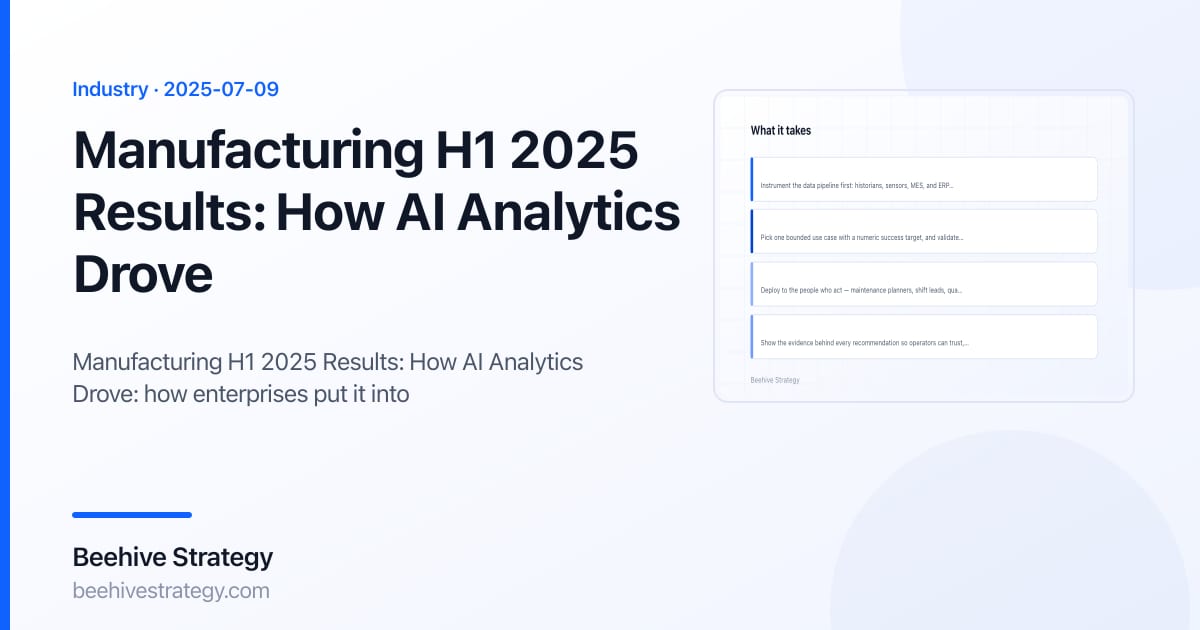 Industry · 2025-07-09
Manufacturing H1 2025
Results: How AI Analytics
Drove
Manufacturing H1 2025 Results: How AI Analytics
Drove: how enterprises put it into
Beehive Strategy
beehivestrategy.com
What it takes
Instrument the data pipeline first: historians, sensors, MES, and ERP...
Pick one bounded use case with a numeric success target, and validate...
Deploy to the people who act — maintenance planners, shift leads, qua...
Show the evidence behind every recommendation so operators can trust,...
Beehive Strategy